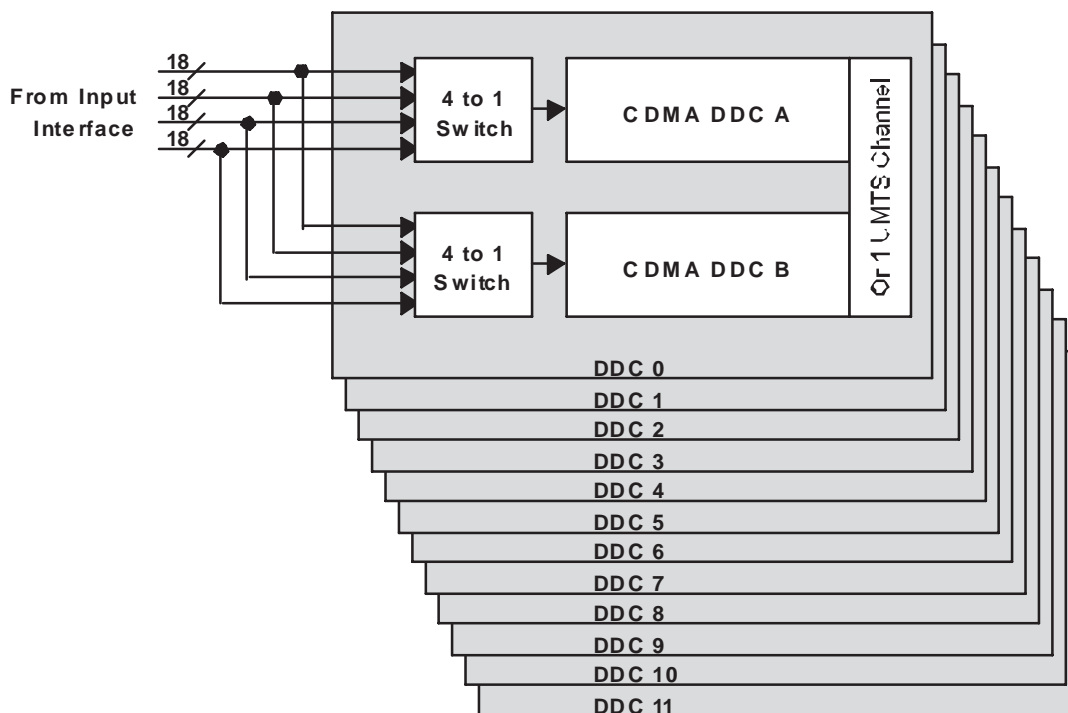 18
18
18
18
From Input
Interface
4 to 1
Switch
CDMA DDC A
4 to 1
Switch
CDMA DDC B
Or 1 UMTS Channel
DDC 0
DDC 1
DDC 2
DDC 3
DDC 4
DDC 5
DDC 6
DDC 7
DDC 8
DDC 9
DDC 10
DDC 11